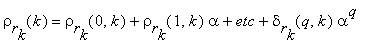 ρ_{r_k}(k) = ρ_{r_k}(0, k) + ρ_{r_k}(1, k) α + etc + δ_{r_k}(q, k) α^q